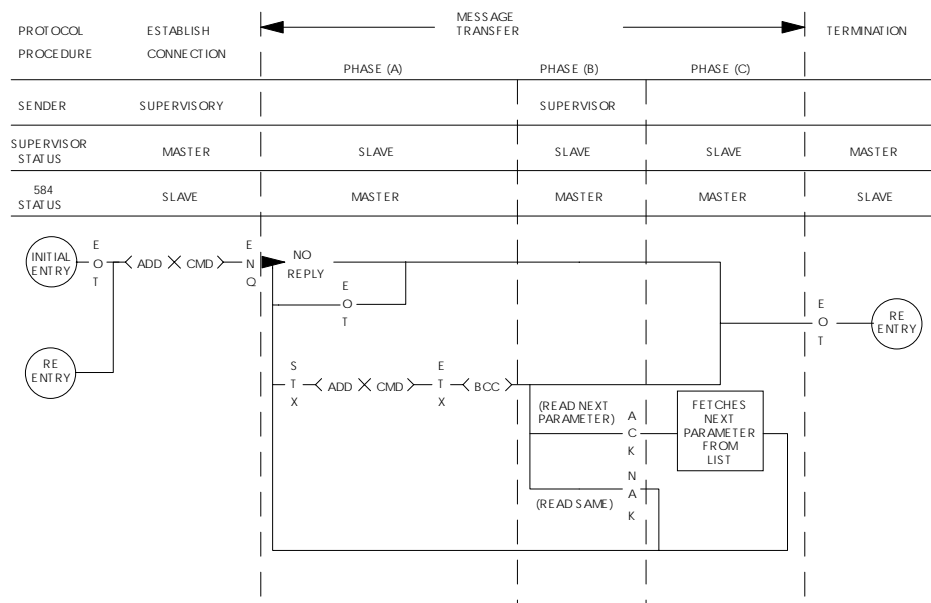 PROTOCOL
PROCEDURE
ESTABLISH
CONNECTION
MESSAGE
TRANSFER
TERMINATION
PHASE (A)
PHASE (B)
PHASE (C)
SENDER
SUPERVISORY
SUPERVISOR
SUPERVISOR
STATUS
MASTER
SLAVE
SLAVE
SLAVE
MASTER
584
STATUS
SLAVE
MASTER
MASTER
MASTER
SLAVE
INITIAL
ENTRY
E
O
T
ADD
CMD
E
N
Q
NO
REPLY
E
O
T
E
O
T
RE
ENTRY
RE
ENTRY
S
T
X
ADD
CMD
E
T
X
BCC
(READ NEXT
PARAMETER)
A
C
K
FETCHES
NEXT
PARAMETER
FROM
LIST
(READ SAME)
N
A
K